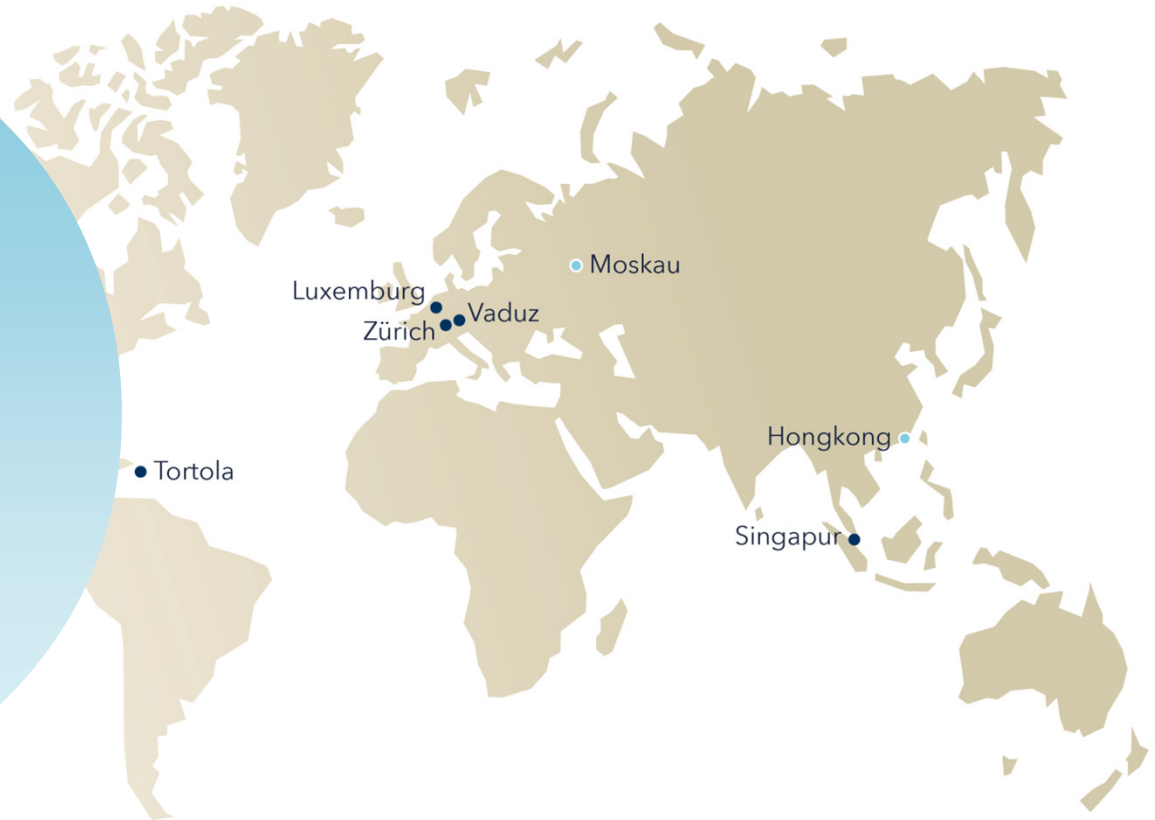 Moskau
Luxemburg
Vaduz
Zürich
Hongkong
Tortola
Singapur